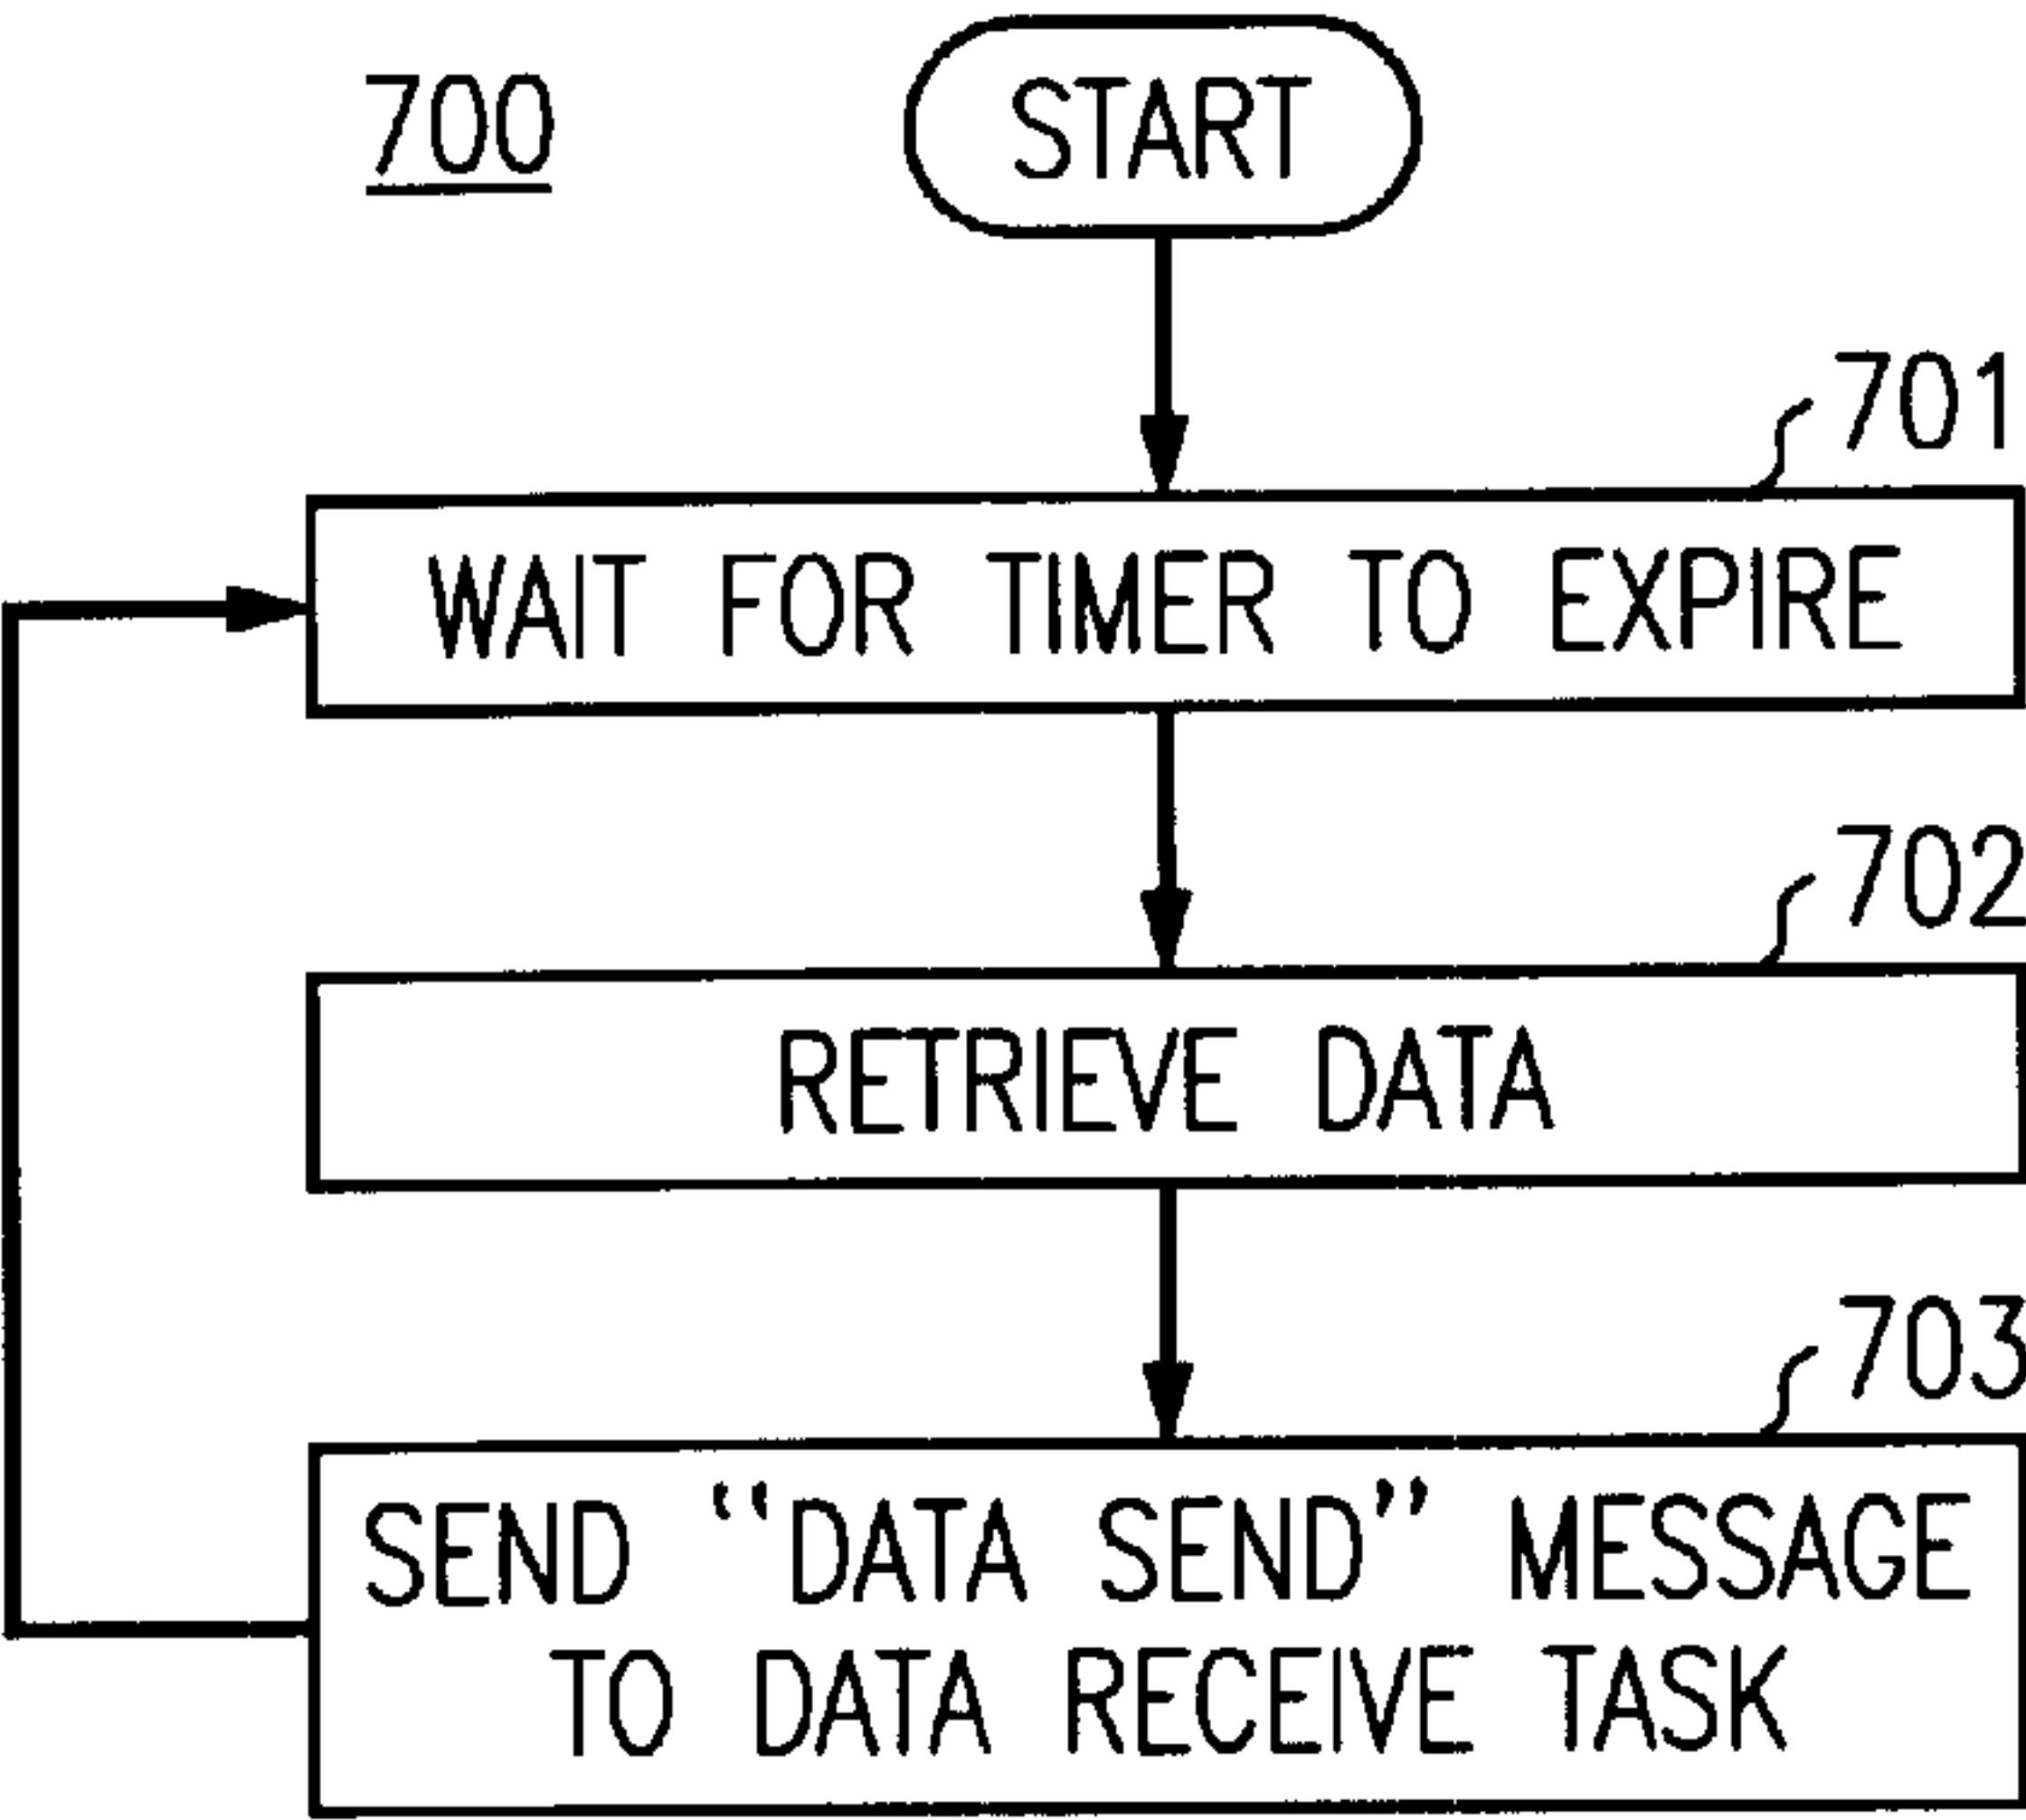 700
START
701
WAIT FOR TIMER TO EXPIRE
702
RETRIEVE DATA
703
SEND “DATA SEND” MESSAGE
TO DATA RECEIVE TASK